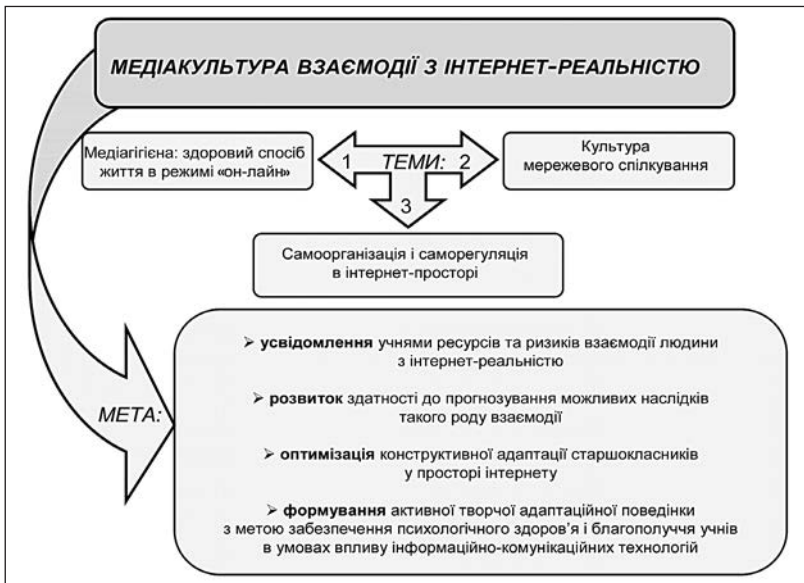 МЕДІАКУЛЬТУРА ВЗАЄМОДІЇ З ІНТЕРНЕТ-РЕАЛЬНІСТЮ
Медіагігієна: здоровий спосіб
життя в режимі «он-лайн»
1 ТЕМИ: 2
Культура
мережевого спілкування
3
Самоорганізація і саморегуляція
в інтернет-просторі
МЕТА:
➢ усвідомлення учнями ресурсів та ризиків взаємодії людини
з інтернет-реальністю
➢ розвиток здатності до прогнозування можливих наслідків
такого роду взаємодії
➢ оптимізація конструктивної адаптації старшокласників
у просторі інтернету
➢ формування активної творчої адаптаційної поведінки
з метою забезпечення психологічного здоров’я і благополуччя учнів
в умовах впливу інформаційно-комунікаційних технологій